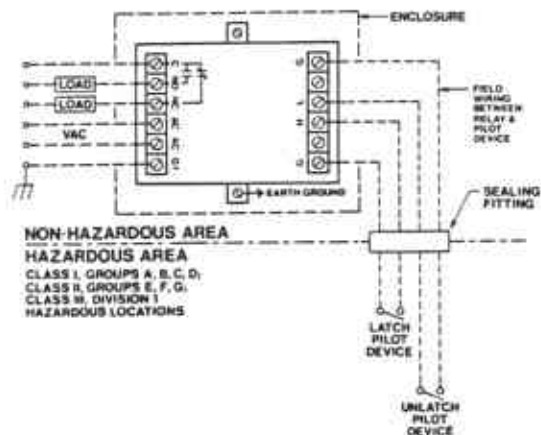 ENCLOSURE
LOAD
LOAD
VAC
FIELD
WIRING
BETWEEN
RELAY &
PILOT
DEVICE
EARTH GROUND
SEALING
FITTING
NON-HAZARDOUS AREA
HAZARDOUS AREA
CLASS I, GROUPS A, B, C, D;
CLASS II, GROUPS E, F, G;
CLASS III, DIVISION 1
HAZARDOUS LOCATIONS
LATCH
PILOT
DEVICE
UNLATCH
PILOT
DEVICE